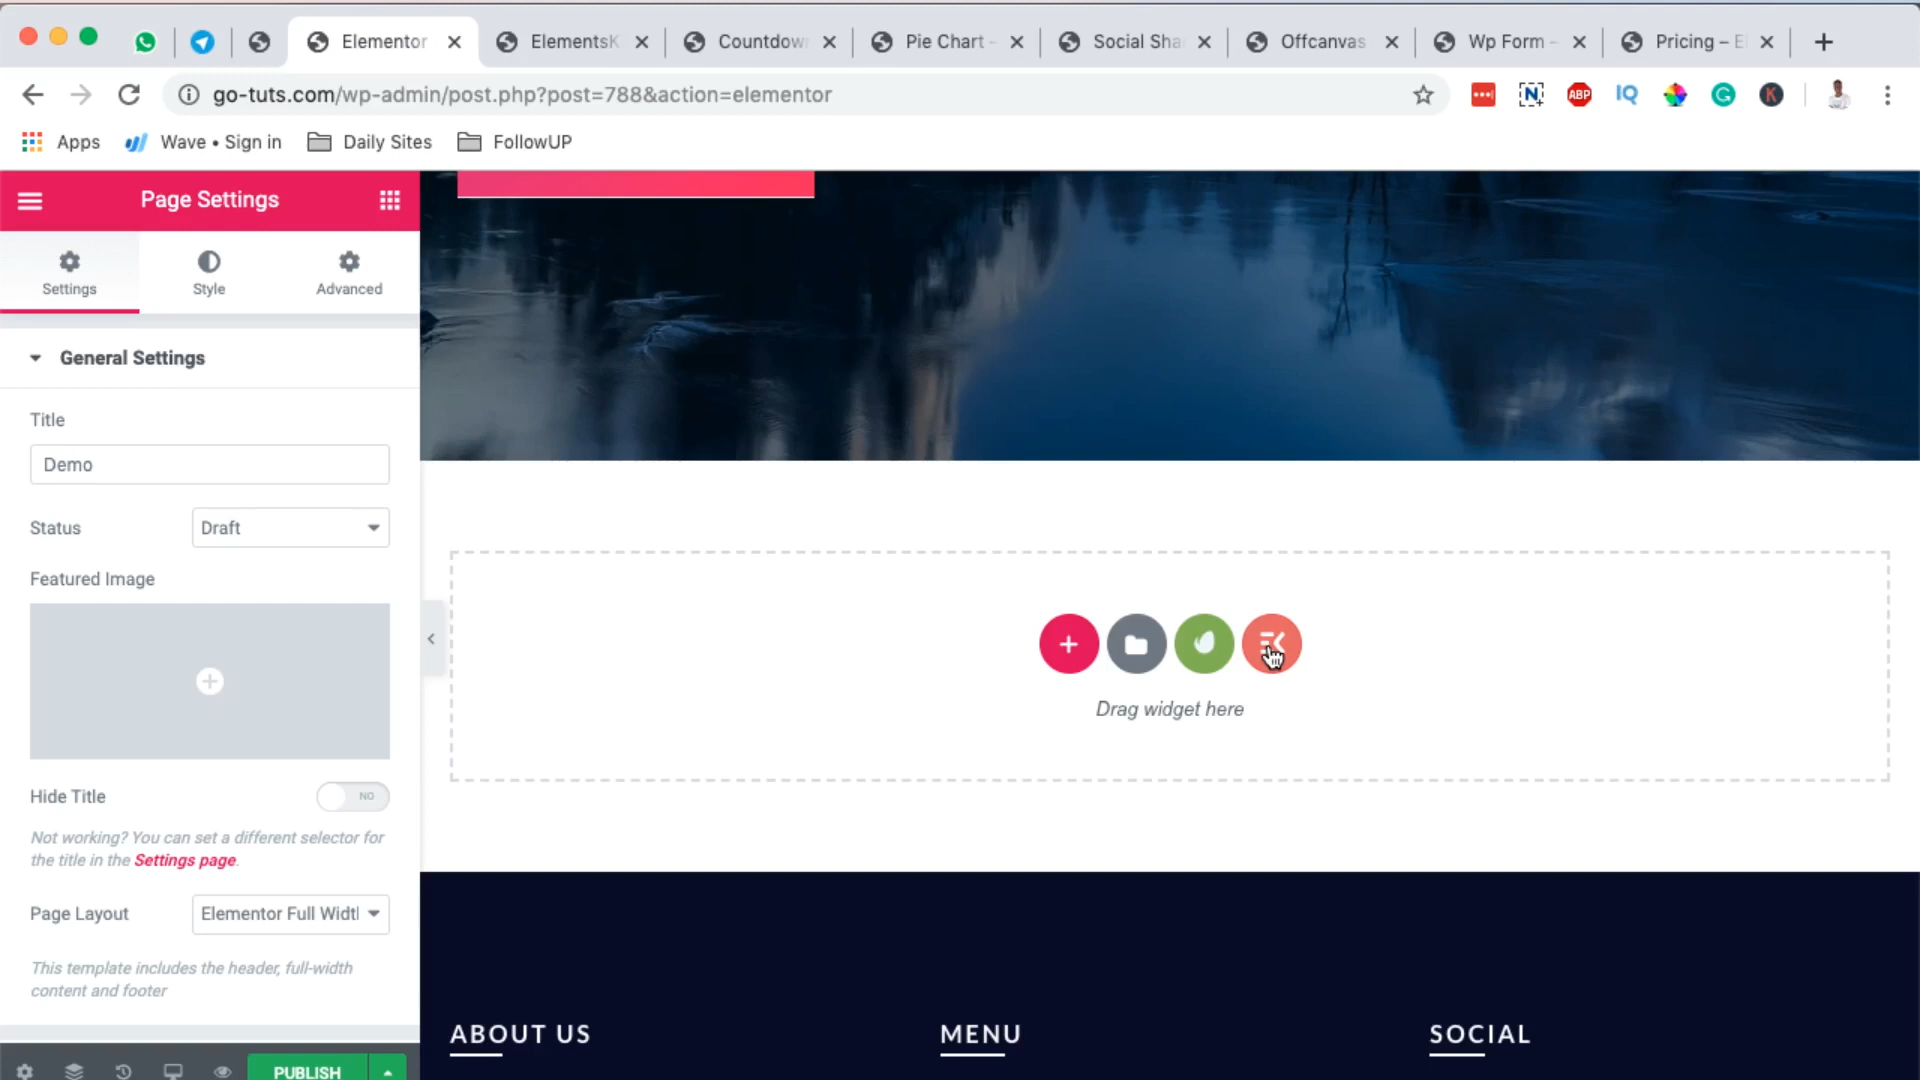 Elementor
ElementsK
Countdown
Pie Chart -
Social Sha
Offcanvas
Wp Form -
Pricing – E
go-tuts.com/wp-admin/post.php?post=788&action=elementor
N
ABP
IQ
G
K
Apps
Wave • Sign in
Daily Sites
FollowUP
Page Settings
Settings
Style
Advanced
General Settings
Title
Demo
Status
Draft
Featured Image
Hide Title
NO
Not working? You can set a different selector for
the title in the Settings page.
Page Layout
Elementor Full Widtl
This template includes the header, full-width
content and footer
PUBLISH
Drag widget here
ABOUT US
MENU
SOCIAL